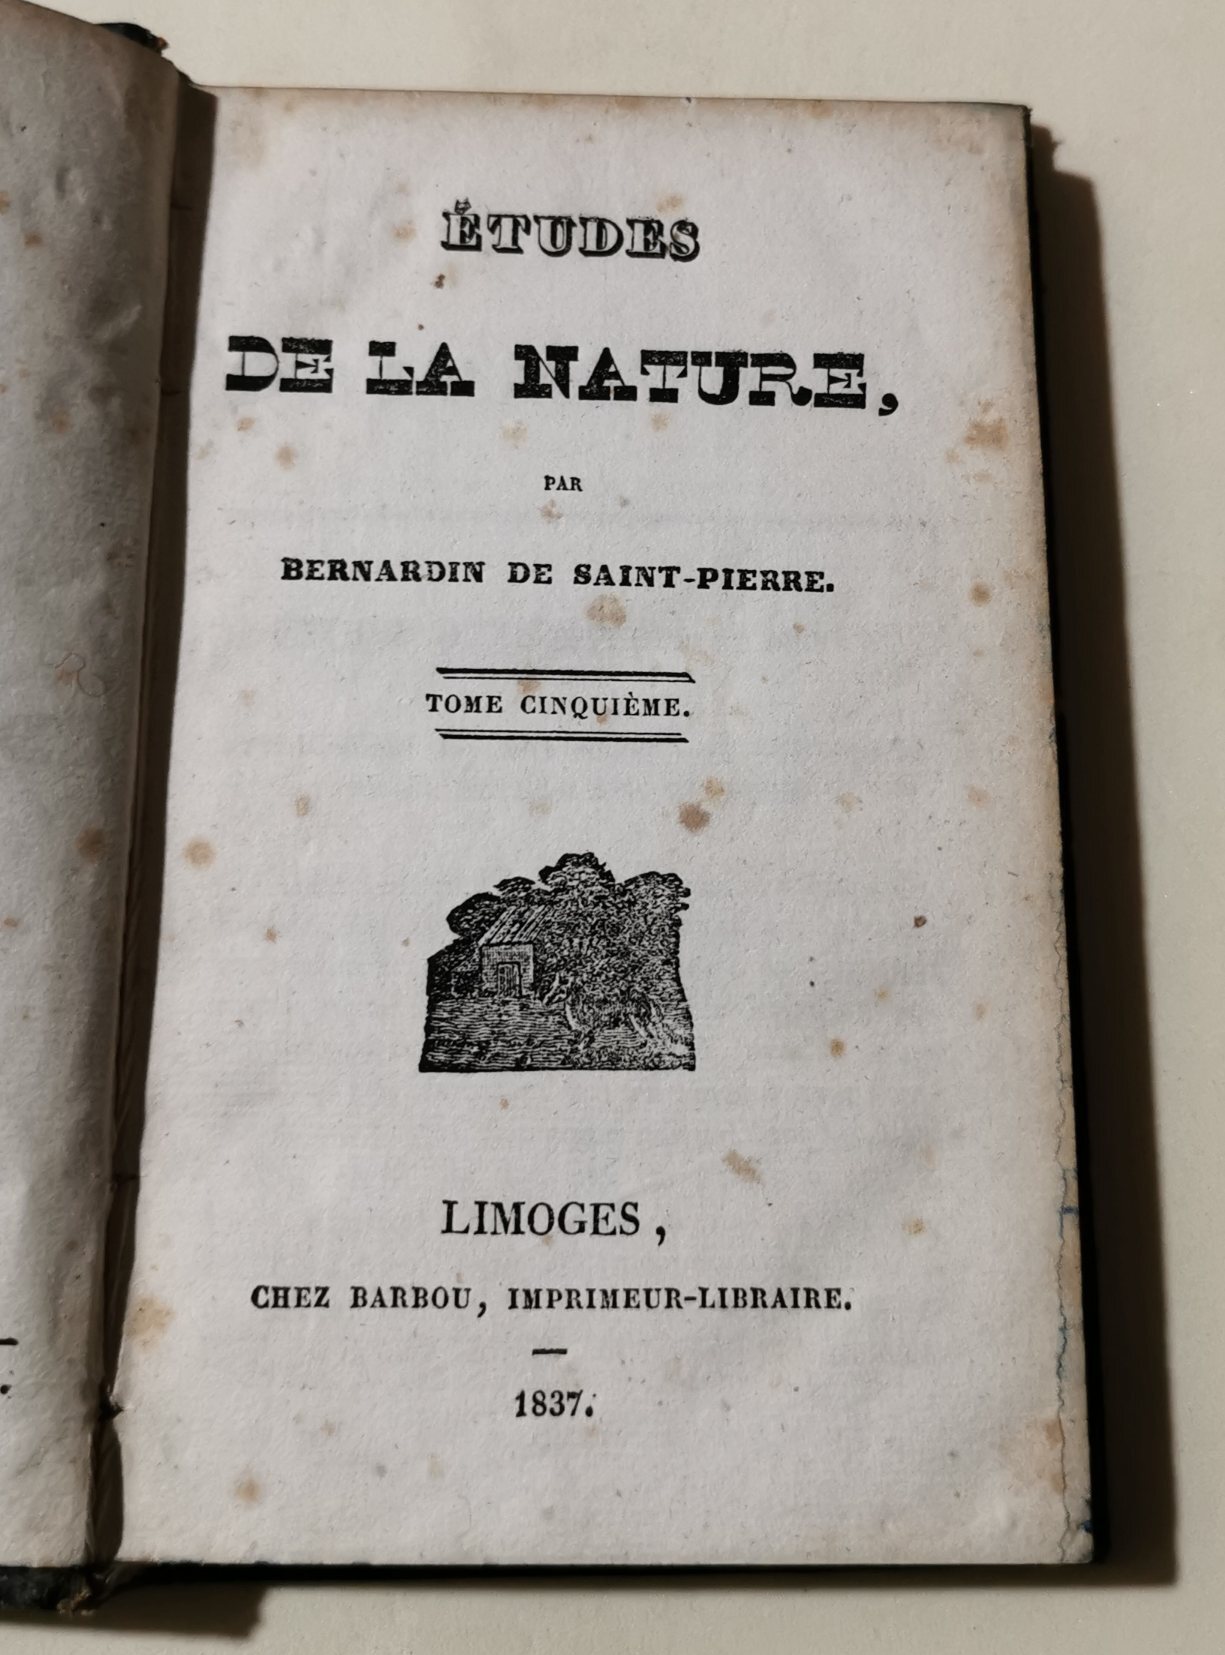 ÉTUDES
DE LA NATURE,
PAR
BERNARDIN DE SAINT-PIERRE.
TOME CINQUIÈME.
LIMOGES,
CHEZ BARBOU, IMPRIMEUR-LIBRAIRE.
1837.